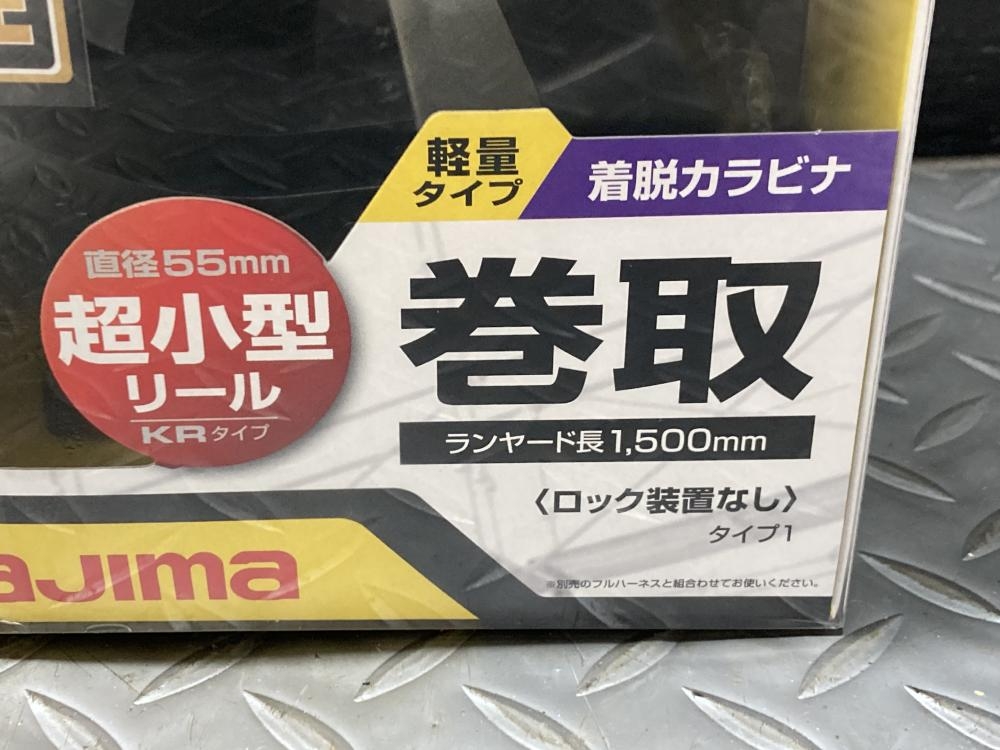 軽量
タイプ
着脱カラビナ
直径55mm
超小型
リール
KRタイプ
巻取
ランヤード長1,500mm
〈ロック装置なし〉
タイプ1
※別売のフルハーネスと組合わせてお使いください。
ajima